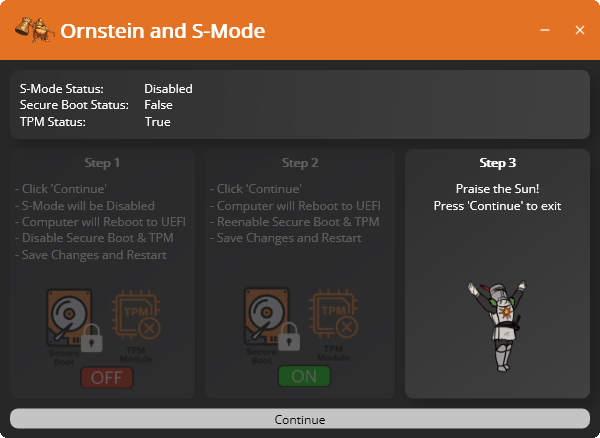 Ornstein and S-Mode
S-Mode Status: Disabled
Secure Boot Status: False
TPM Status: True
Step 1
- Click 'Continue'
- S-Mode will be Disabled
- Computer will Reboot to UEFI
- Disable Secure Boot & TPM
- Save Changes and Restart
TPM
Secure
Boot
TPM
Module
OFF
Step 2
- Click 'Continue'
- Computer will Reboot to UEFI
- Reenable Secure Boot & TPM
- Save Changes and Restart
TPM
Secure
Boot
TPM
Module
ON
Step 3
Praise the Sun!
Press 'Continue' to exit
Continue